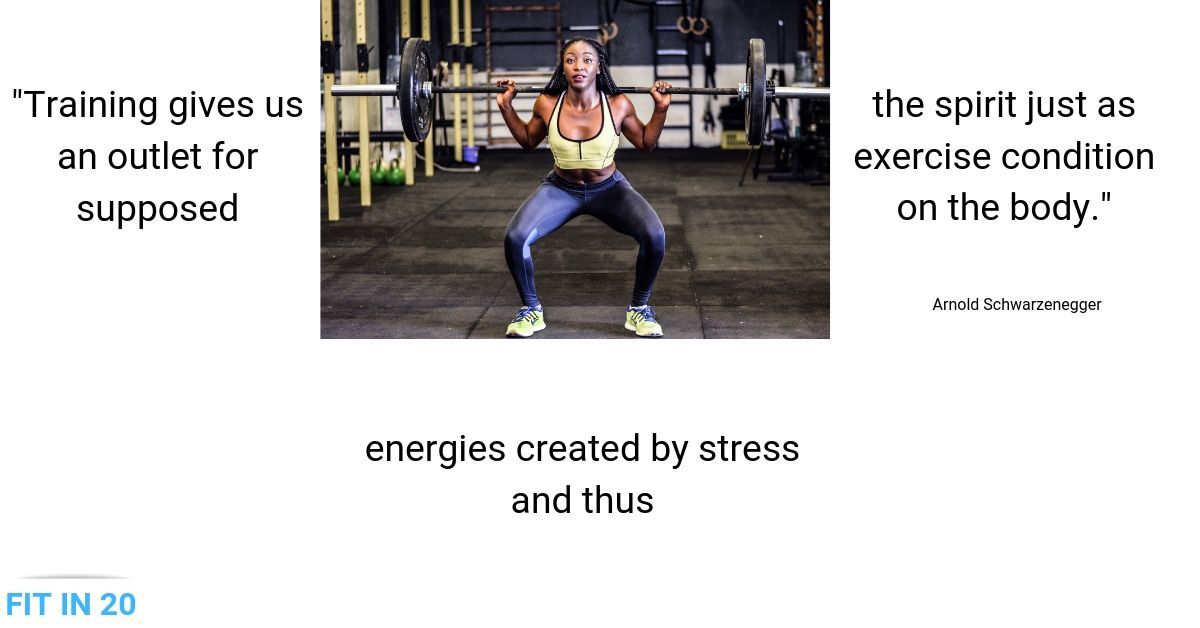 "Training gives us
an outlet for
supposed
energies created by stress
and thus
the spirit just as
exercise condition
on the body."
Arnold Schwarzenegger
FIT IN 20